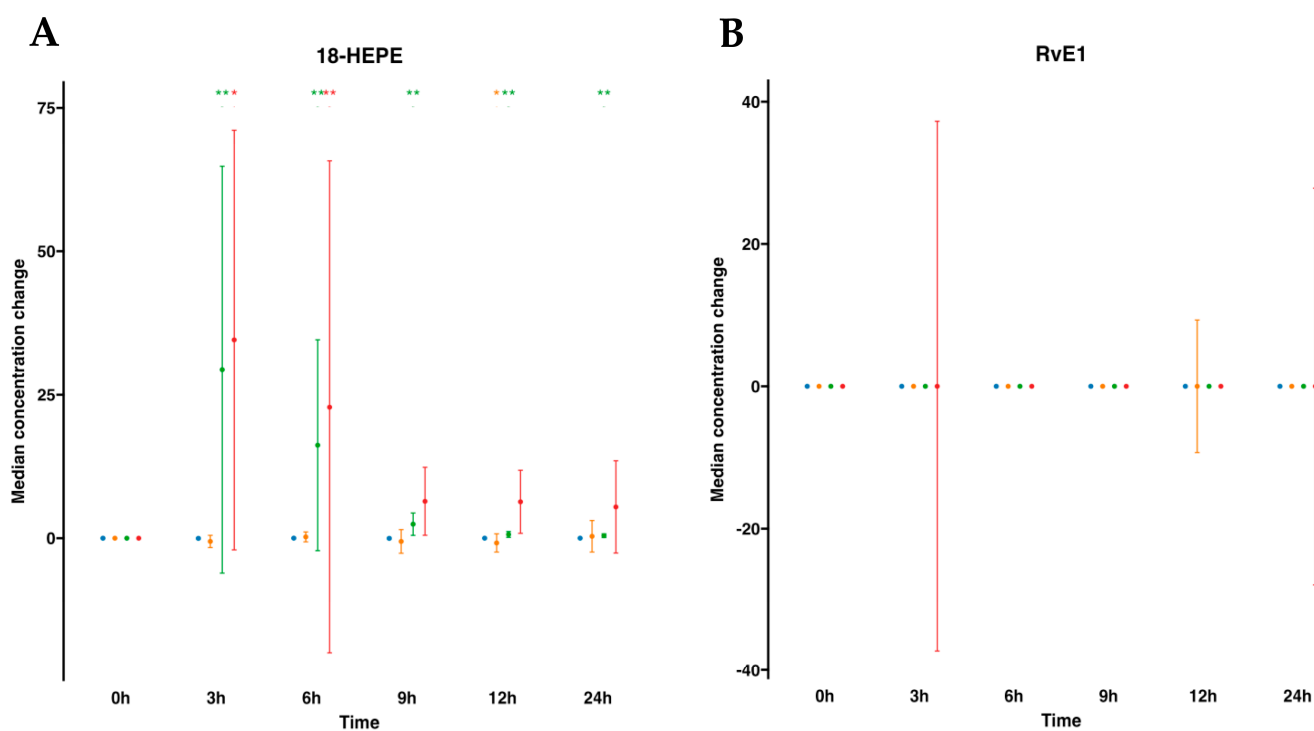 A
18-HEPE
** *
****
**
* **
**
75
50
25
0
Median concentration change
0h 3h 6h 9h 12h 24h
Time
B
RvE1
40
20
0
-20
-40
Median concentration change
0h 3h 6h 9h 12h 24h
Time